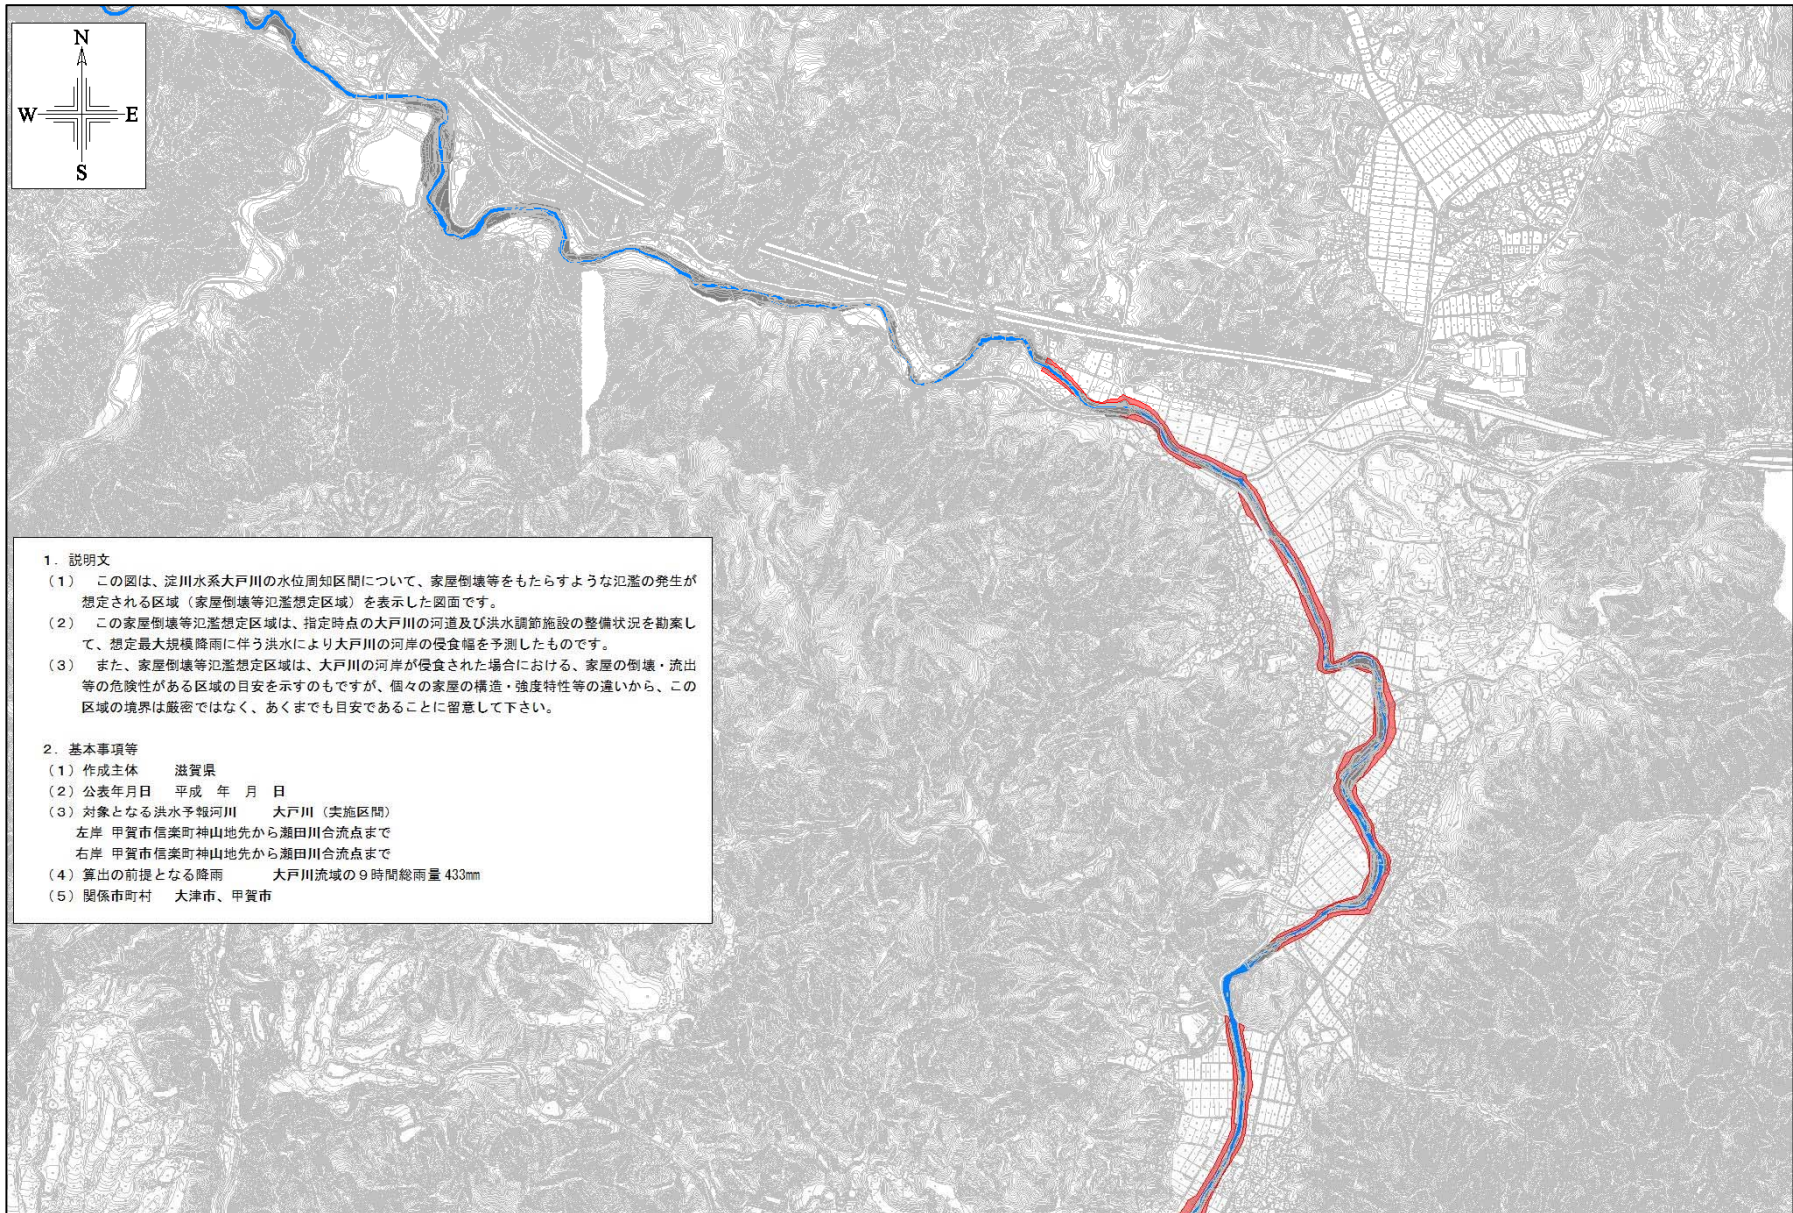 N
W E
S
1．説明文
（1）　この図は、淀川水系大戸川の水位周知区間について、家屋倒壊等をもたらすような氾濫の発生が
想定される区域（家屋倒壊等氾濫想定区域）を表示した図面です。
（2）　この家屋倒壊等氾濫想定区域は、指定時点の大戸川の河道及び洪水調節施設の整備状況を勘案し
て、想定最大規模降雨に伴う洪水により大戸川の河岸の侵食幅を予測したものです。
（3）　また、家屋倒壊等氾濫想定区域は、大戸川の河岸が侵食された場合における、家屋の倒壊・流出
等の危険性がある区域の目安を示すのもですが、個々の家屋の構造・強度特性等の違いから、この
区域の境界は厳密ではなく、あくまでも目安であることに留意して下さい。
2．基本事項等
（1）作成主体　　滋賀県
（2）公表年月日　平成　年　月　日
（3）対象となる洪水予報河川　　大戸川（実施区間）
左岸 甲賀市信楽町神山地先から瀬田川合流点まで
右岸 甲賀市信楽町神山地先から瀬田川合流点まで
（4）算出の前提となる降雨　　大戸川流域の９時間総雨量 433mm
（5）関係市町村　大津市、甲賀市